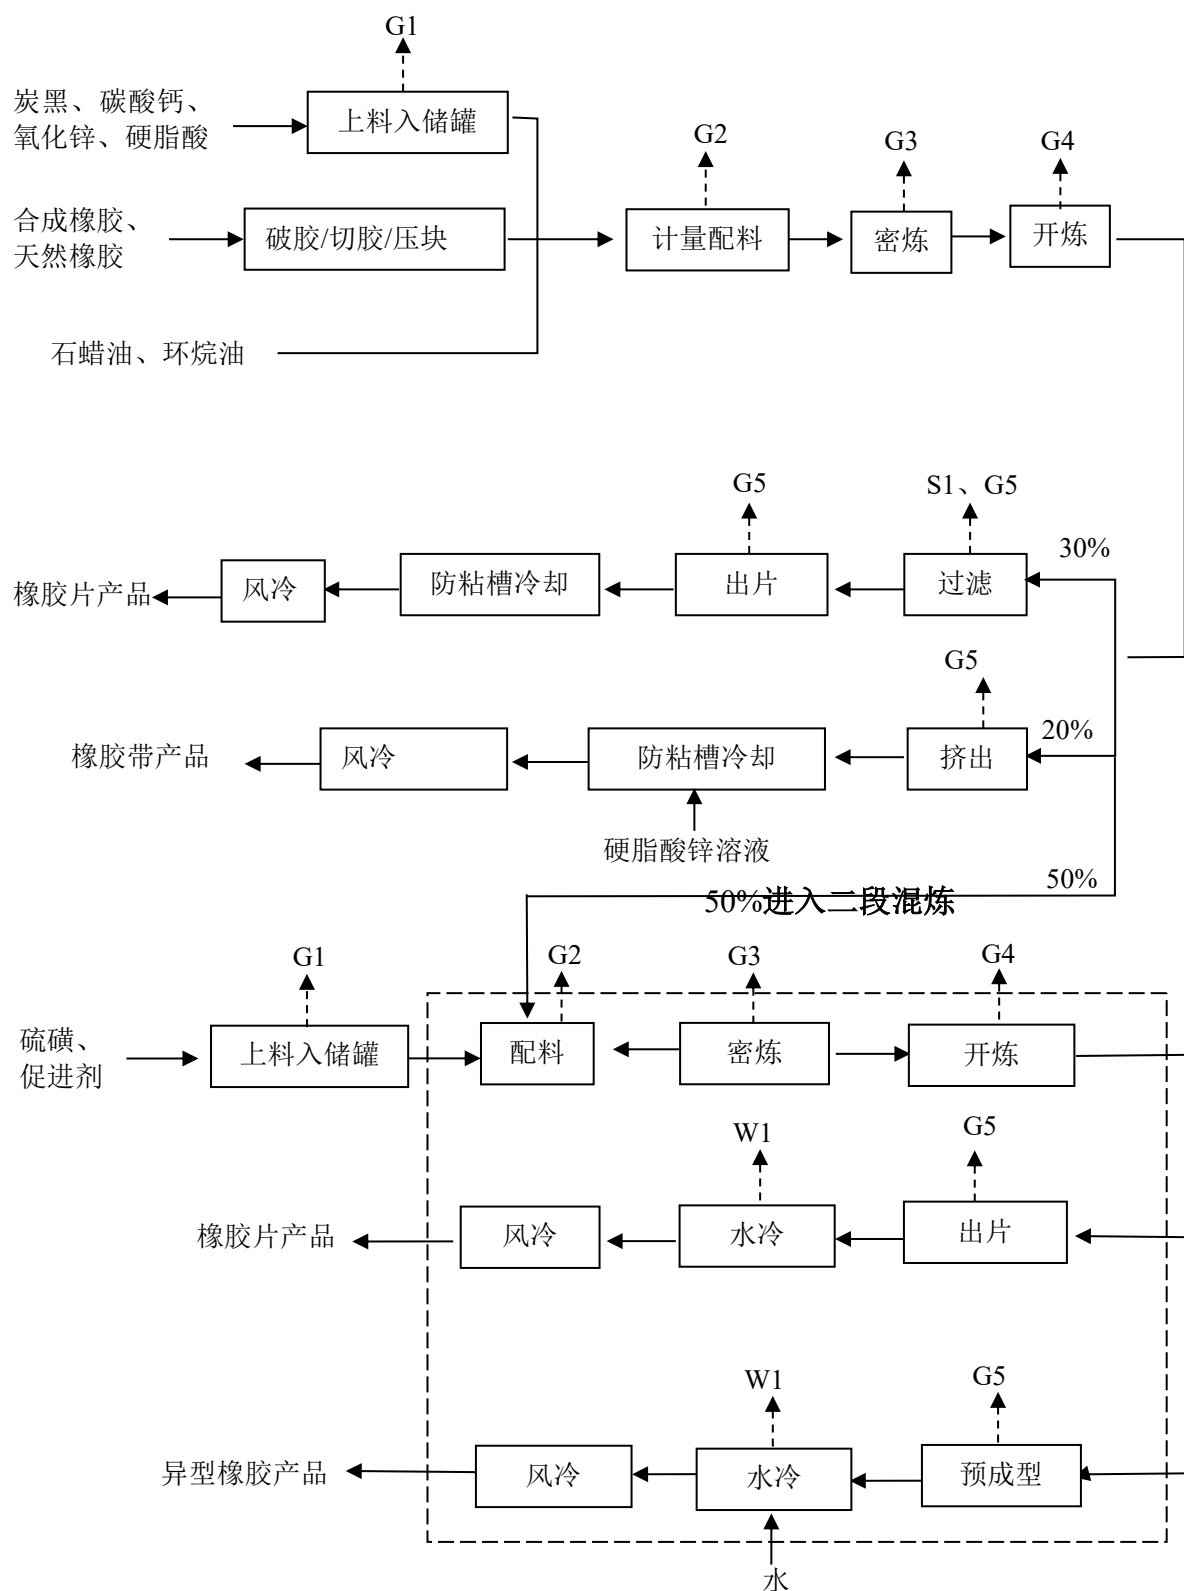 G1
炭黑、碳酸钙、
氧化锌、硬脂酸
上料入储罐
G2
G3
G4
合成橡胶、
天然橡胶
破胶/切胶/压块
计量配料
密炼
开炼
石蜡油、环烷油
G5
S1、G5
30%
橡胶片产品
风冷
防粘槽冷却
出片
过滤
G5
20%
橡胶带产品
风冷
防粘槽冷却
挤出
硬脂酸锌溶液
50%
50%进入二段混炼
G1
G2
G3
G4
硫磺、
促进剂
上料入储罐
配料
密炼
开炼
W1
G5
橡胶片产品
风冷
水冷
出片
W1
G5
异型橡胶产品
风冷
水冷
预成型
水